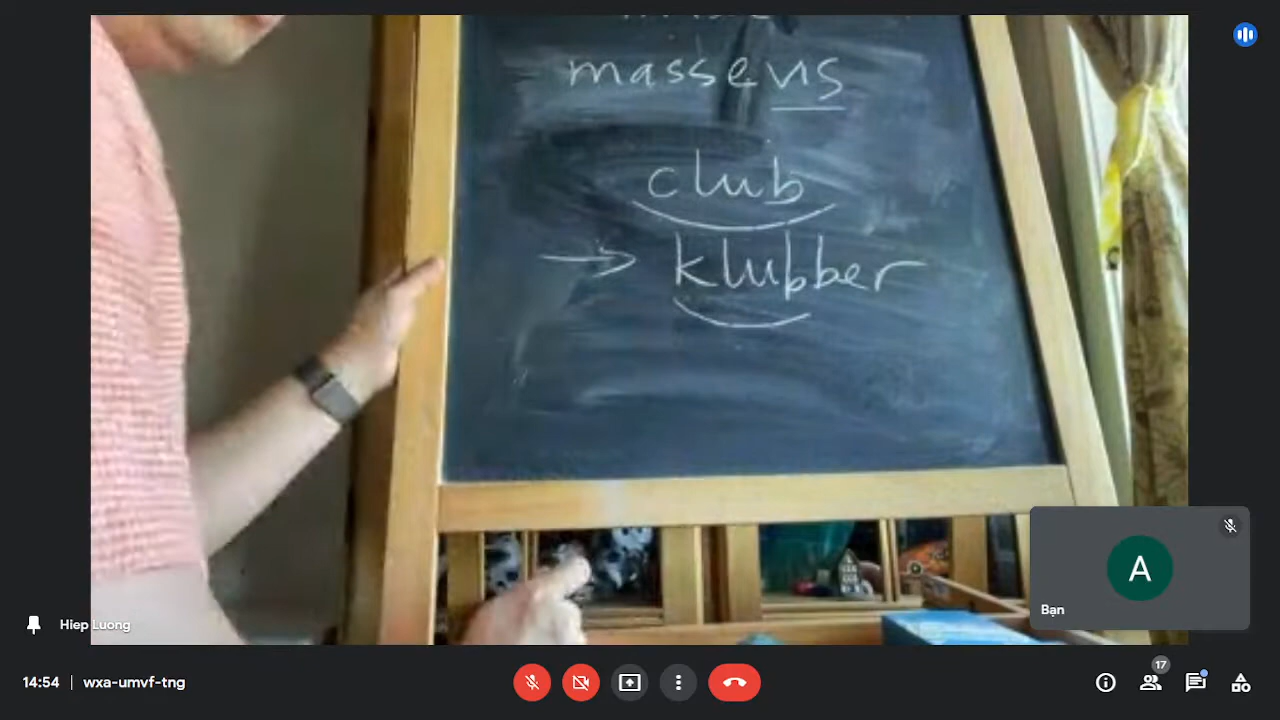 massevis
club
→ klubber
Hiep Luong
A
Bạn
14:54 | wxa-umvf-tng
17